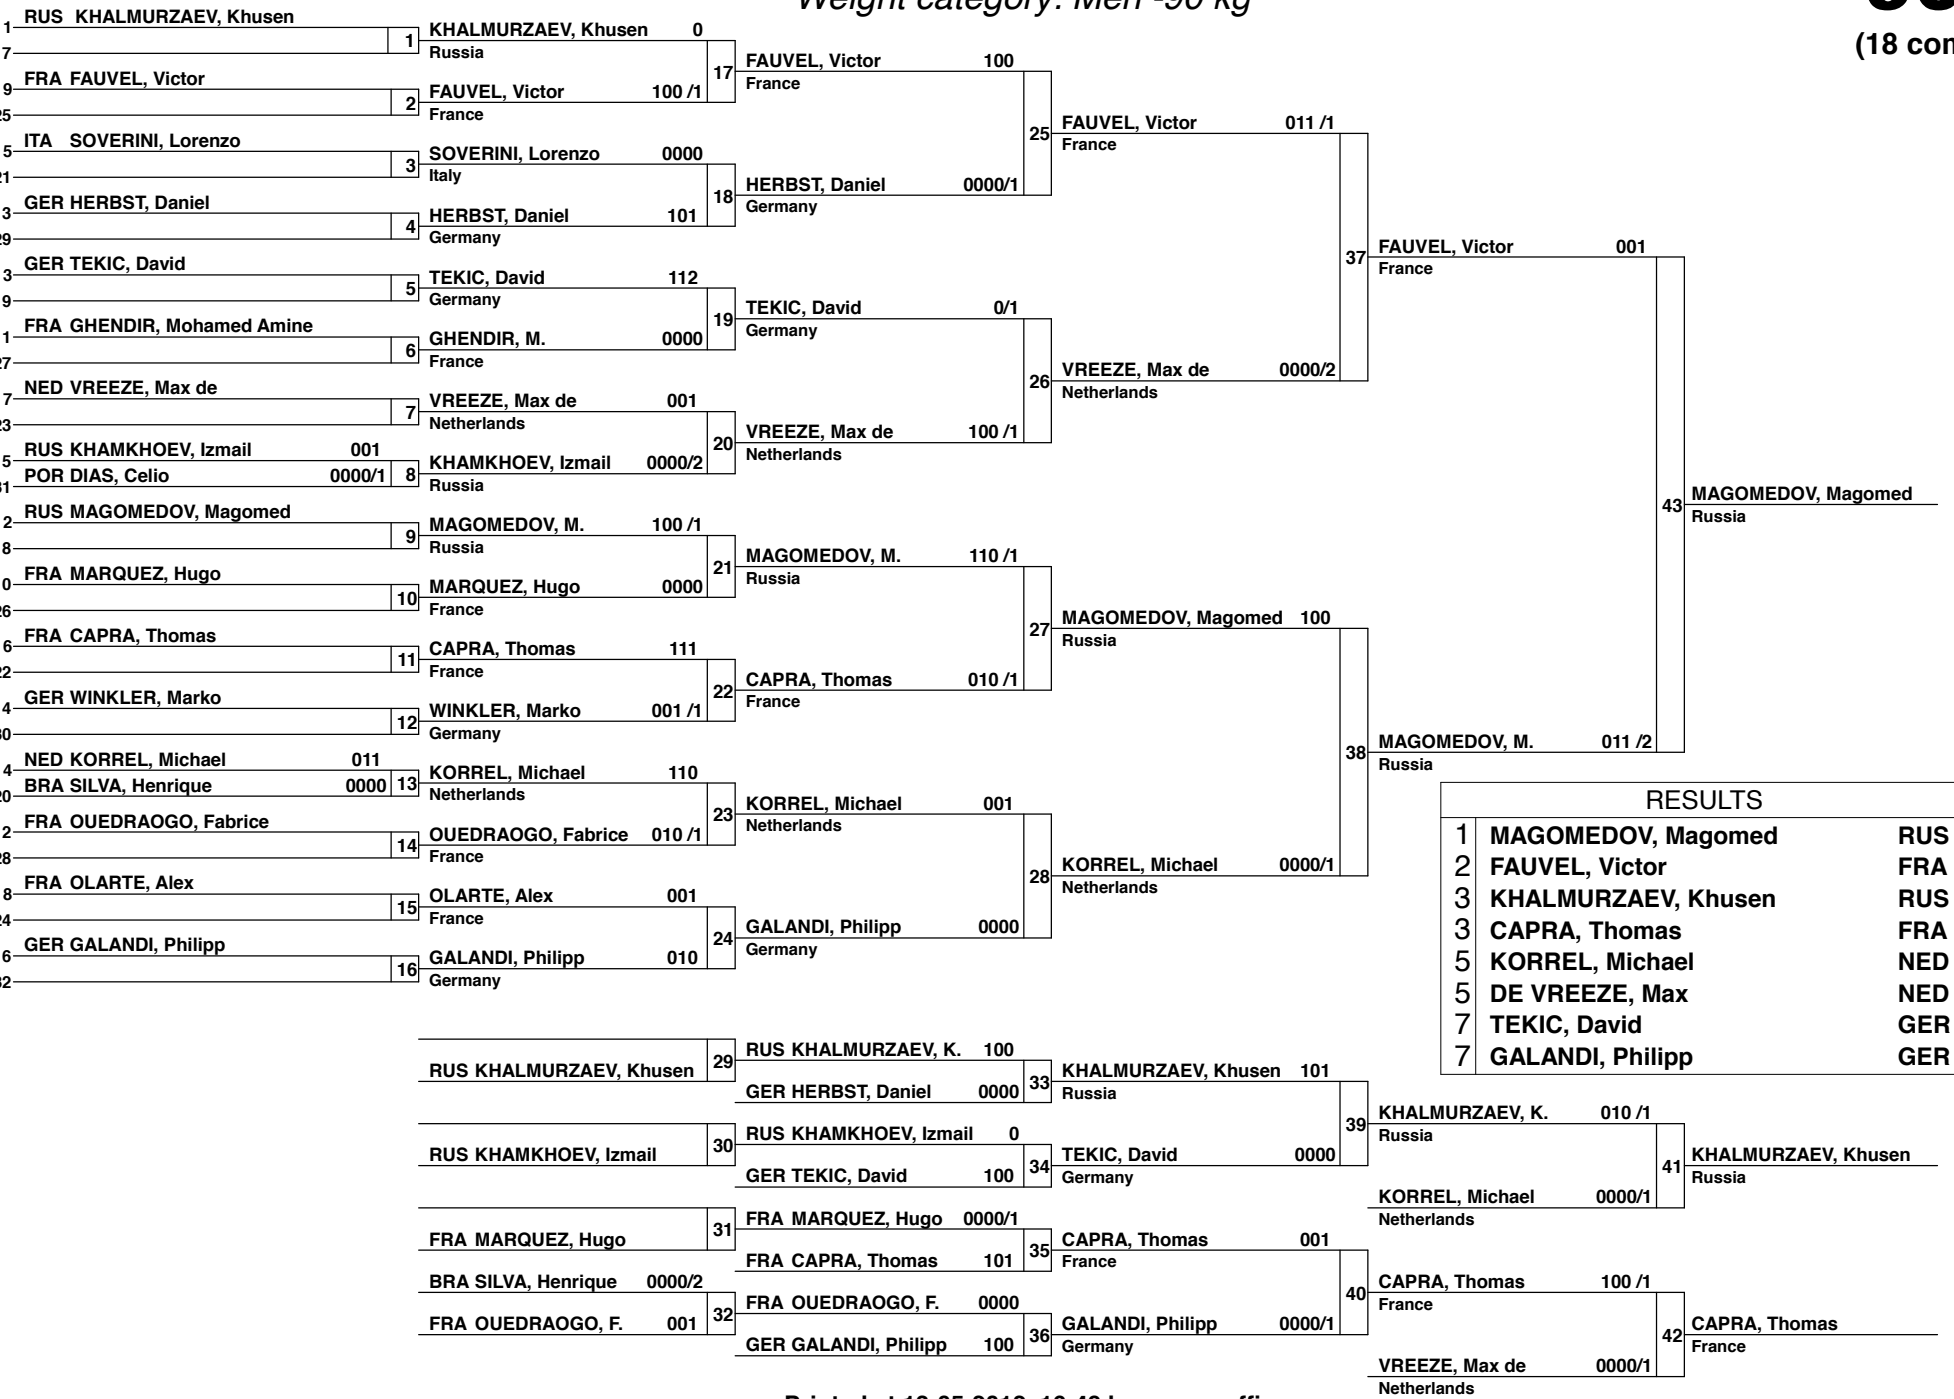 Weight category: Men -90 kg
(18 con
1 RUS KHALMURZAEV, Khusen
7
1
9 FRA FAUVEL, Victor
25
2
5 ITA SOVERINI, Lorenzo
21
3
3 GER HERBST, Daniel
29
4
3 GER TEKIC, David
9
5
1 FRA GHENDIR, Mohamed Amine
27
6
7 NED VREEZE, Max de
23
7
5 RUS KHAMKHOEV, Izmail 001
31 POR DIAS, Celio 0000/1
8
2 RUS MAGOMEDOV, Magomed
8
9
0 FRA MARQUEZ, Hugo
26
10
6 FRA CAPRA, Thomas
22
11
4 GER WINKLER, Marko
30
12
4 NED KORREL, Michael 011
20 BRA SILVA, Henrique 0000
13
2 FRA OUEDRAOGO, Fabrice
28
14
8 FRA OLARTE, Alex
24
15
6 GER GALANDI, Philipp
32
16
KHALMURZAEV, Khusen 0
Russia
17
FAUVEL, Victor 100 /1
France
SOVERINI, Lorenzo 0000
Italy
18
HERBST, Daniel 101
Germany
TEKIC, David 112
Germany
19
GHENDIR, M. 0000
France
VREEZE, Max de 001
Netherlands
20
KHAMKHOEV, Izmail 0000/2
Russia
MAGOMEDOV, M. 100 /1
Russia
21
MARQUEZ, Hugo 0000
France
CAPRA, Thomas 111
France
22
WINKLER, Marko 001 /1
Germany
KORREL, Michael 110
Netherlands
23
OUEDRAOGO, Fabrice 010 /1
France
OLARTE, Alex 001
France
24
GALANDI, Philipp 010
Germany
FAUVEL, Victor 100
France
25
HERBST, Daniel 0000/1
Germany
TEKIC, David 0/1
Germany
26
VREEZE, Max de 100 /1
Netherlands
MAGOMEDOV, M. 110 /1
Russia
27
CAPRA, Thomas 010 /1
France
KORREL, Michael 001
Netherlands
28
GALANDI, Philipp 0000
Germany
FAUVEL, Victor 011 /1
France
37
VREEZE, Max de 0000/2
Netherlands
MAGOMEDOV, Magomed 100
Russia
38
KORREL, Michael 0000/1
Netherlands
FAUVEL, Victor 001
France
43
MAGOMEDOV, M. 011 /2
Russia
MAGOMEDOV, Magomed
Russia
RESULTS
1 MAGOMEDOV, Magomed RUS
2 FAUVEL, Victor FRA
3 KHALMURZAEV, Khusen RUS
3 CAPRA, Thomas FRA
5 KORREL, Michael NED
5 DE VREEZE, Max NED
7 TEKIC, David GER
7 GALANDI, Philipp GER
RUS KHALMURZAEV, Khusen
29
RUS KHAMKHOEV, Izmail
30
FRA MARQUEZ, Hugo
31
BRA SILVA, Henrique 0000/2
FRA OUEDRAOGO, F. 001
32
RUS KHALMURZAEV, K. 100
GER HERBST, Daniel 0000
33
RUS KHAMKHOEV, Izmail 0
GER TEKIC, David 100
34
FRA MARQUEZ, Hugo 0000/1
FRA CAPRA, Thomas 101
35
FRA OUEDRAOGO, F. 0000
GER GALANDI, Philipp 100
36
KHALMURZAEV, Khusen 101
Russia
39
TEKIC, David 0000
Germany
CAPRA, Thomas 001
France
40
GALANDI, Philipp 0000/1
Germany
KHALMURZAEV, K. 010 /1
Russia
41
KORREL, Michael 0000/1
Netherlands
CAPRA, Thomas 100 /1
France
42
VREEZE, Max de 0000/1
Netherlands
KHALMURZAEV, Khusen
Russia
CAPRA, Thomas
France